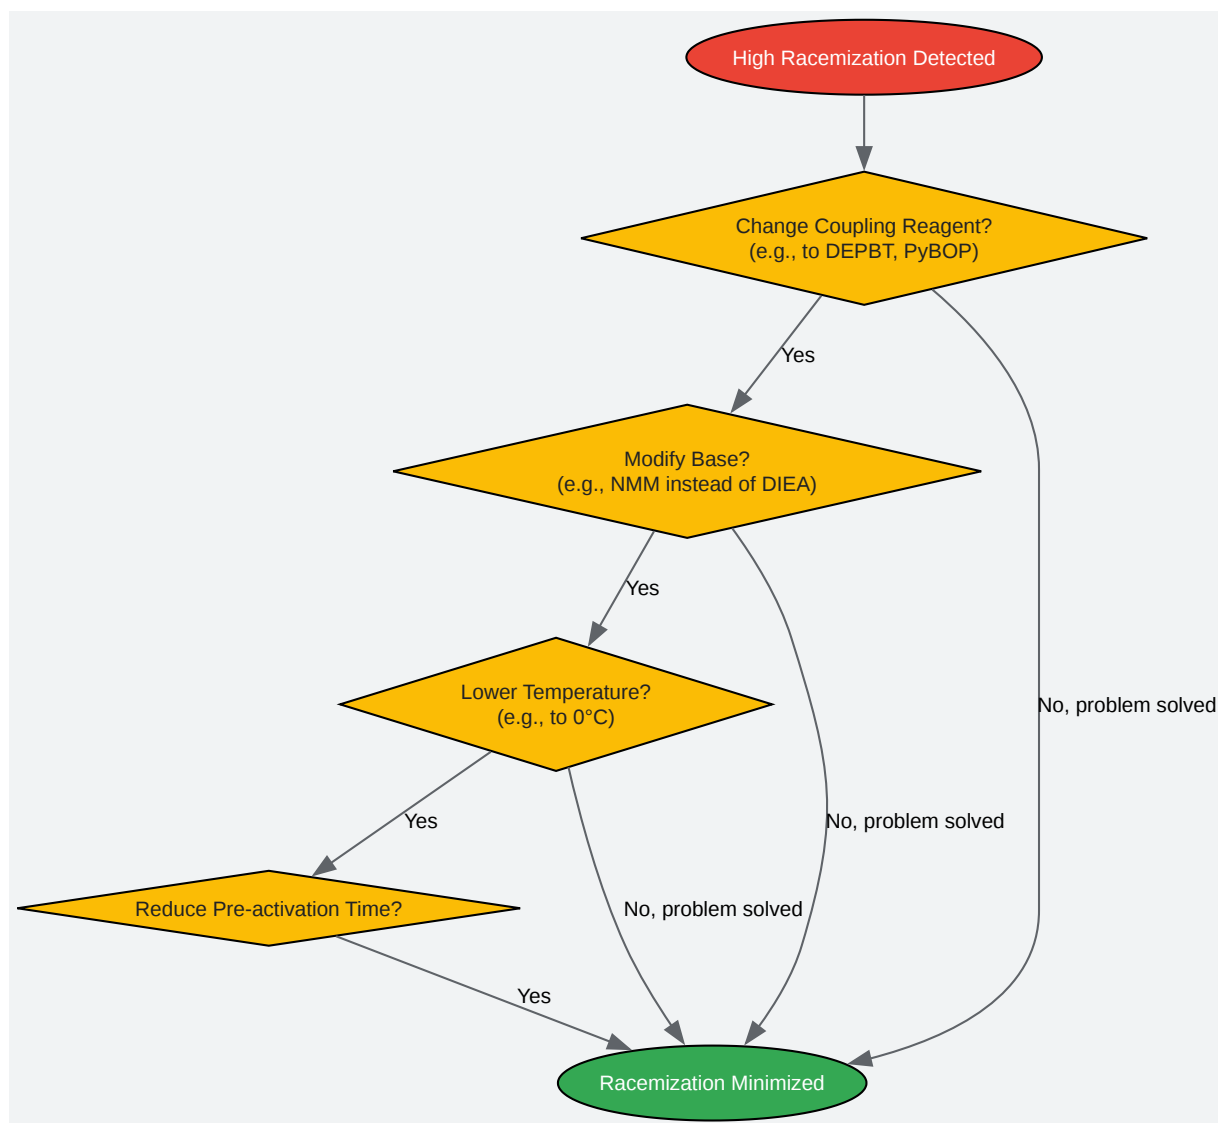 High Racemization Detected
Change Coupling Reagent?
(e.g., to DEPBT, PyBOP)
Yes
Modify Base?
(e.g., NMM instead of DIEA)
Yes
Lower Temperature?
(e.g., to 0°C)
No, problem solved
Yes
No, problem solved
Reduce Pre-activation Time?
No, problem solved
Yes
Racemization Minimized